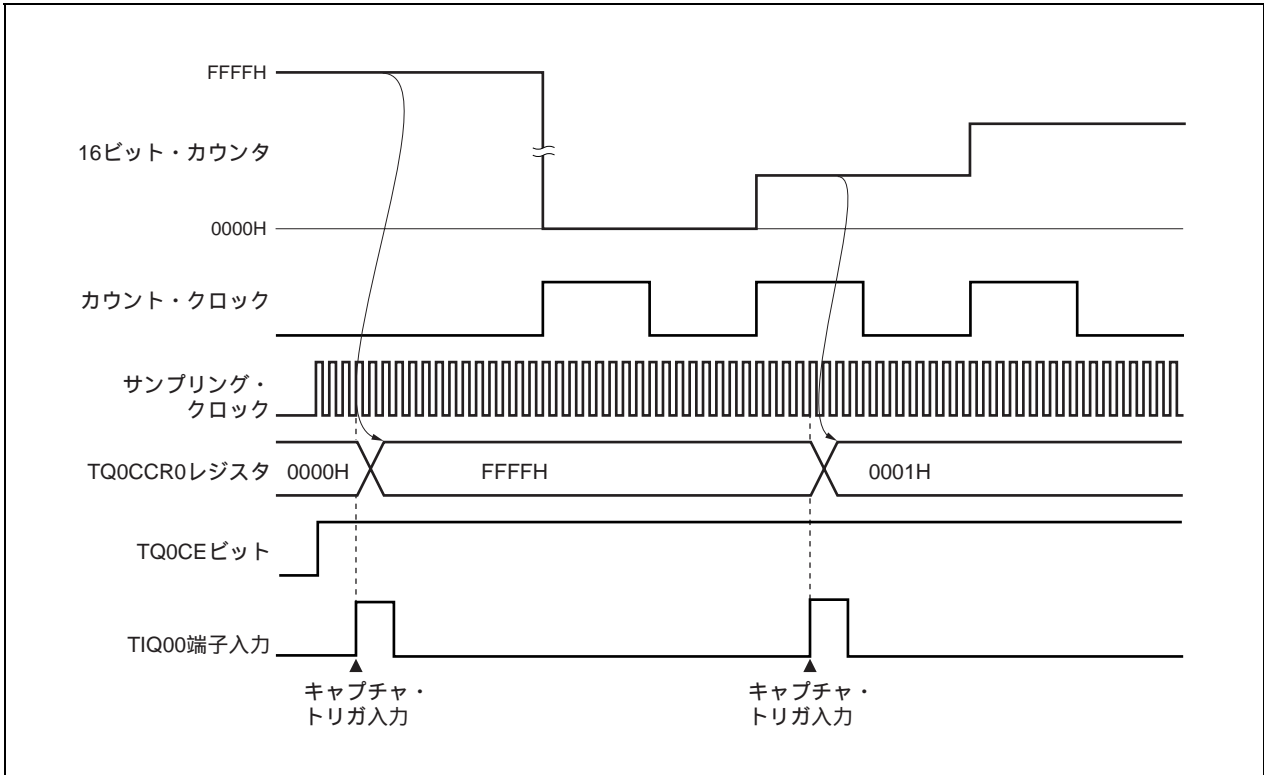 FFFFH
16ビット・カウンタ
0000H
カウント・クロック
サンプリング・
クロック
TQ0CCR0レジスタ
0000H
FFFFH
0001H
TQ0CEビット
TIQ00端子入力
キャプチャ・
トリガ入力
キャプチャ・
トリガ入力